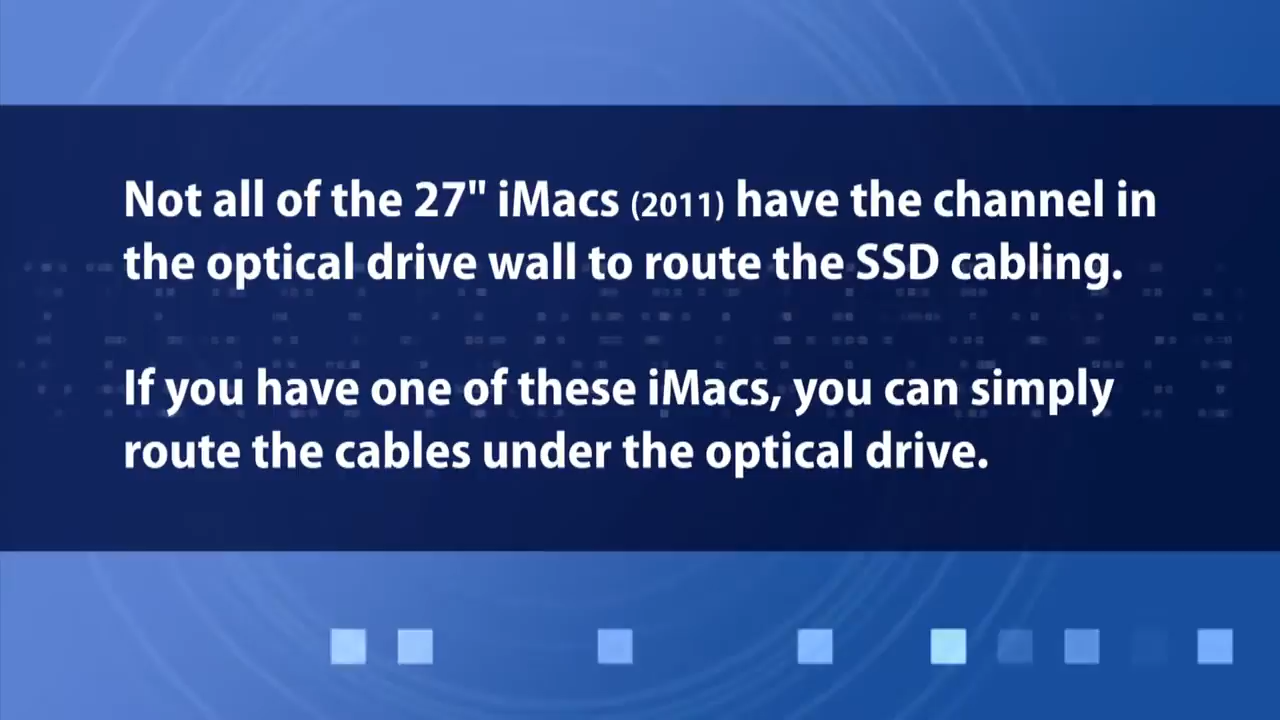 Not all of the 27" iMacs (2011) have the channel in
the optical drive wall to route the SSD cabling.
If you have one of these iMacs, you can simply
route the cables under the optical drive.